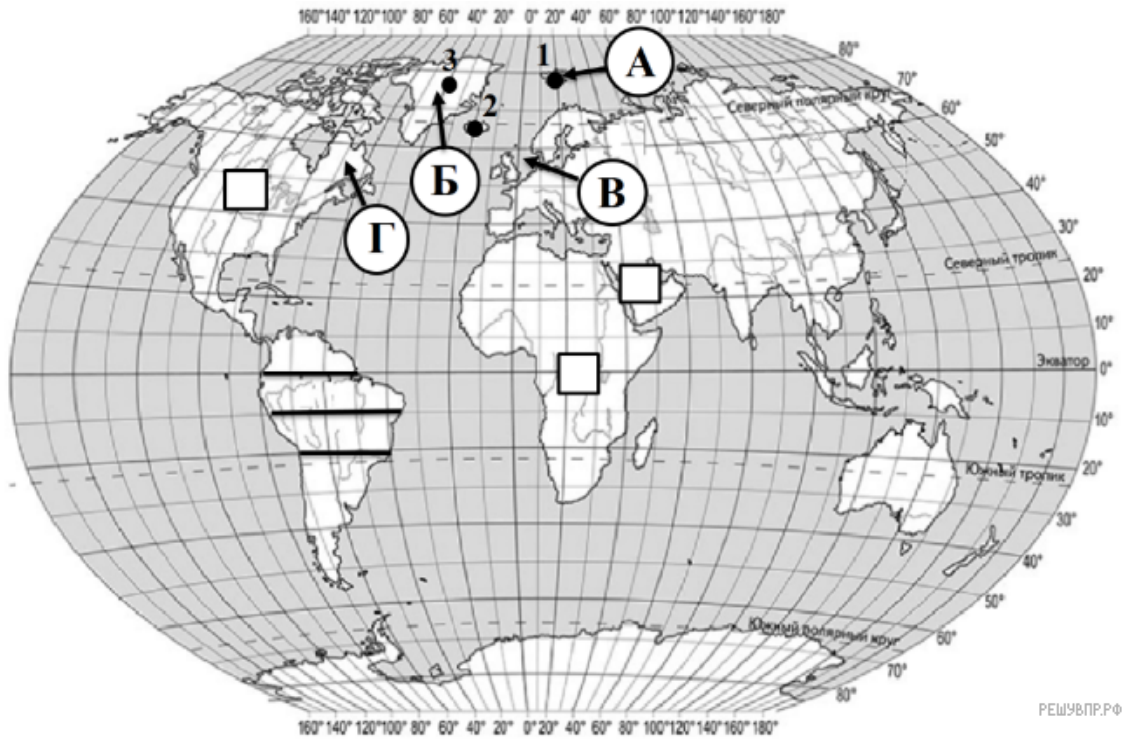 160°140°120°100° 80° 60° 40° 20° 0° 20° 40° 60° 80° 100°120°140°160°180°
80°
70°
Северный полярный круг
60°
50°
40°
30°
Северный тропик
20°
10°
Экватор
0°
10°
20°
Южный тропик
30°
40°
50°
Южный полярный круг
60°
70°
80°
160°140°120°100° 80° 60° 40° 20° 0° 20° 40° 60° 80° 100°120°140°160°180°
1
2
3
А
Б
В
Г
РЕШУВПР.РФ